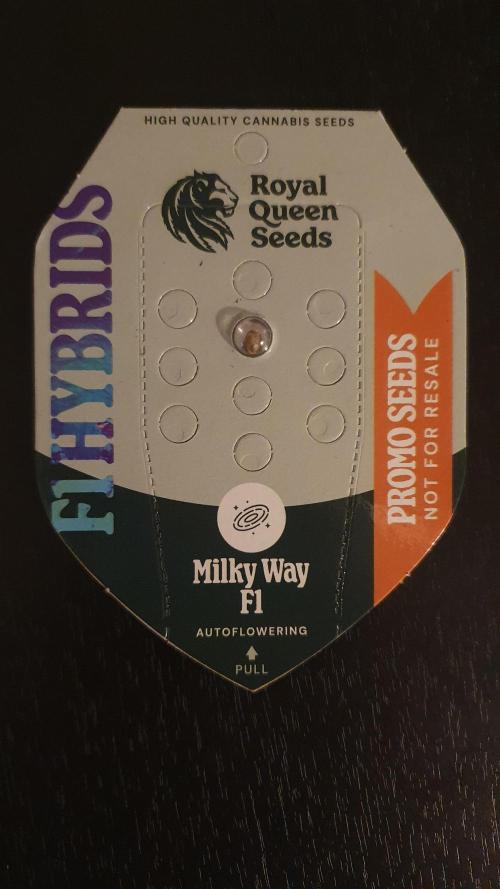 HIGH QUALITY CANNABIS SEEDS
Royal
Queen
Seeds
F1 HYBRIDS
PROMO SEEDS
NOT FOR RESALE
Milky Way
F1
AUTOFLOWERING
PULL